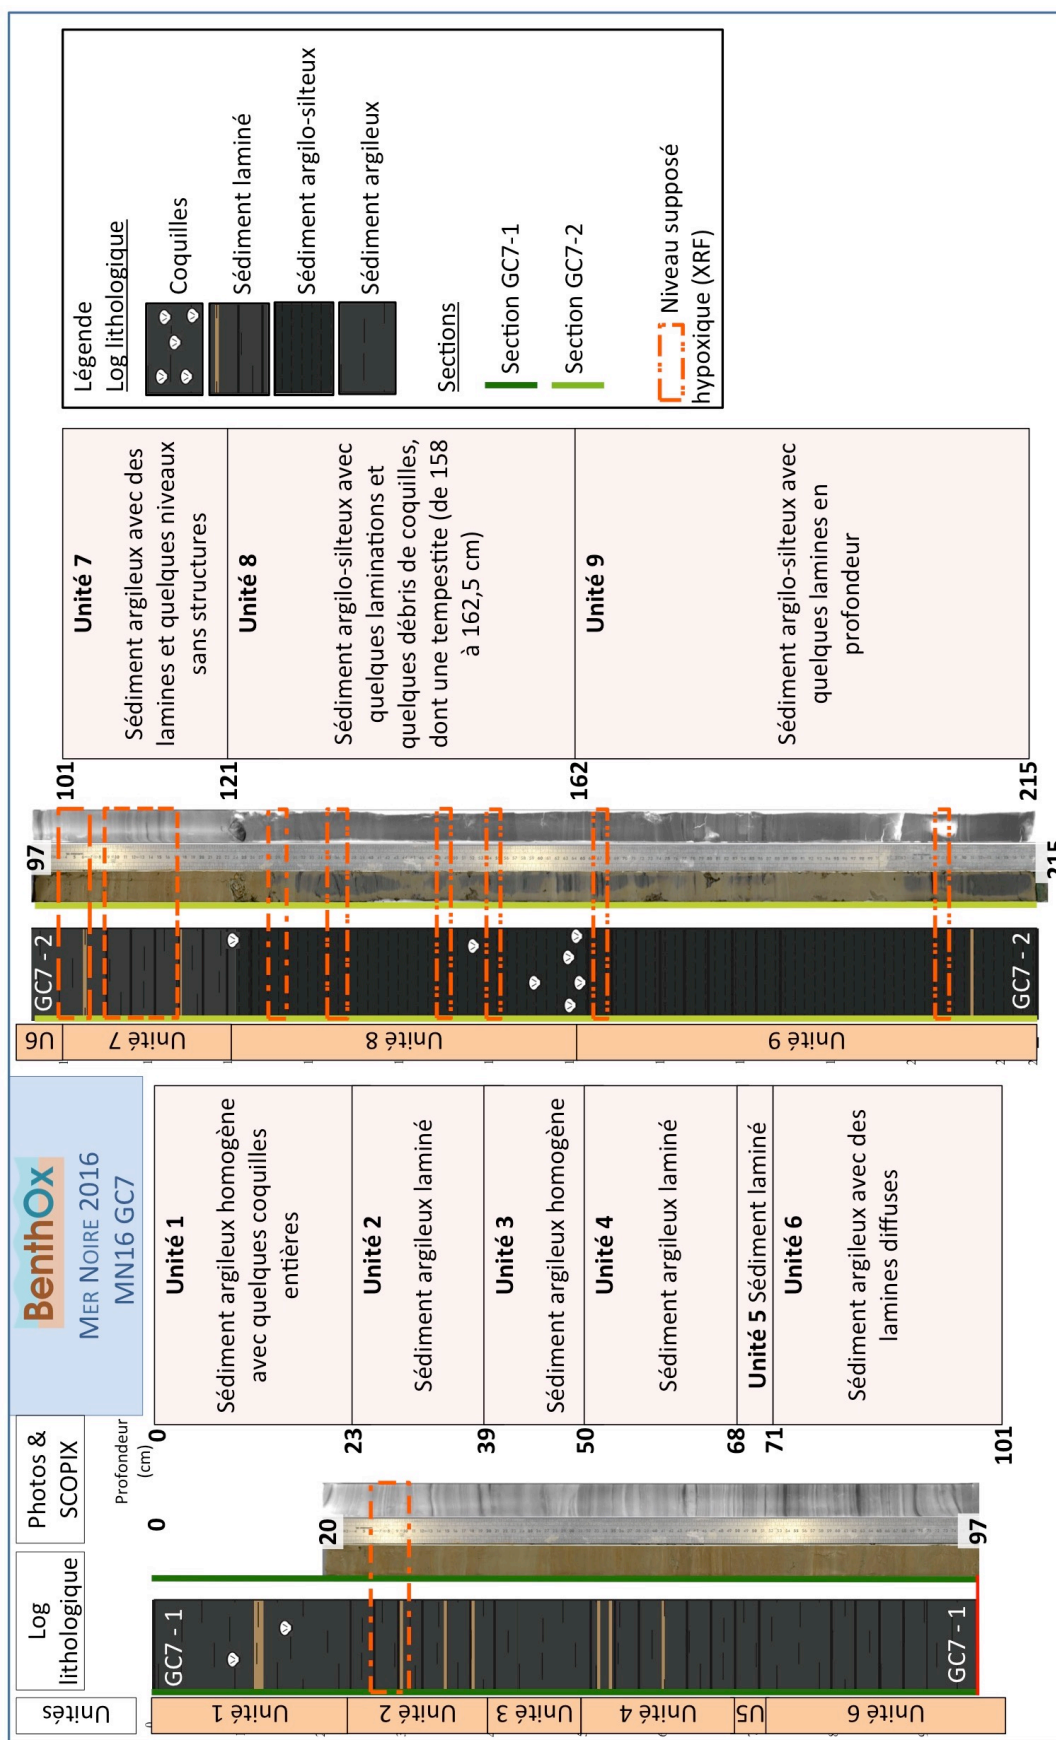 Unités
Log
lithologique
Photos &
SCOPIX
BenthOx
MER NOIRE 2016
MN16 GC7
Profondeur
(cm)
Unité 1
Unité 2
Unité 3
Unité 4
U5
Unité 6
GC7 - 1
GC7 - 1
0
20
97
0
23
39
50
68
71
101
Unité 1
Sédiment argileux homogène
avec quelques coquilles
entières
Unité 2
Sédiment argileux laminé
Unité 3
Sédiment argileux homogène
Unité 4
Sédiment argileux laminé
Unité 5 Sédiment laminé
Unité 6
Sédiment argileux avec des
lamines diffuses
U6
Unité 7
Unité 8
Unité 9
GC7 - 2
GC7 - 2
97
215
101
121
162
215
Unité 7
Sédiment argileux avec des
lamines et quelques niveaux
sans structures
Unité 8
Sédiment argilo-silteux avec
quelques laminations et
quelques débris de coquilles,
dont une tempestite (de 158
à 162,5 cm)
Unité 9
Sédiment argilo-silteux avec
quelques lamines en
profondeur
Légende
Log lithologique
Coquilles
Sédiment laminé
Sédiment argilo-silteux
Sédiment argileux
Sections
Section GC7-1
Section GC7-2
Niveau supposé
hypoxique (XRF)